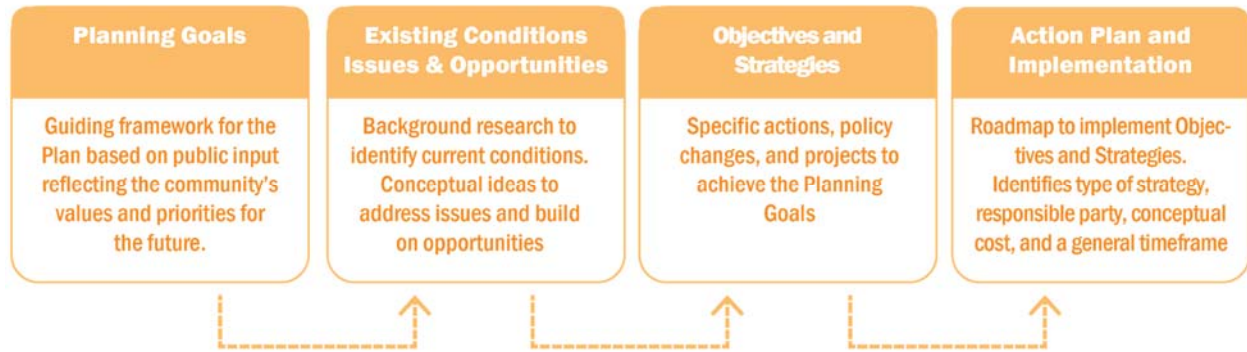 Planning Goals
Guiding framework for the
Plan based on public input
reflecting the community's
values and priorities for
the future.
Existing Conditions
Issues & Opportunities
Background research to
identify current conditions.
Conceptual ideas to
address issues and build
on opportunities
Objectives and
Strategies
Specific actions, policy
changes, and projects to
achieve the Planning
Goals
Action Plan and
Implementation
Roadmap to implement Objec-
tives and Strategies.
Identifies type of strategy,
responsible party, conceptual
cost, and a general timeframe